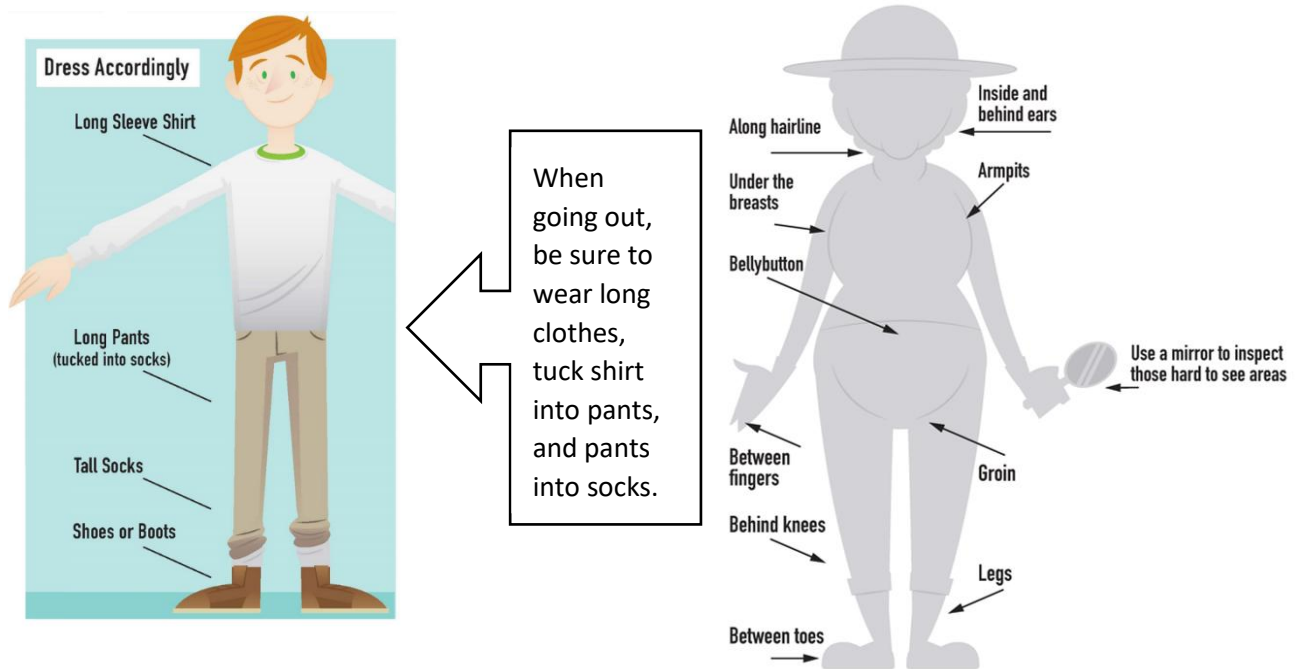 Dress Accordingly
Long Sleeve Shirt
Long Pants
(tucked into socks)
Tall Socks
Shoes or Boots
When
going out,
be sure to
wear long
clothes,
tuck shirt
into pants,
and pants
into socks.
Along hairline
Under the
breasts
Bellybutton
Between
fingers
Behind knees
Between toes
Inside and
behind ears
Armpits
Use a mirror to inspect
those hard to see areas
Groin
Legs